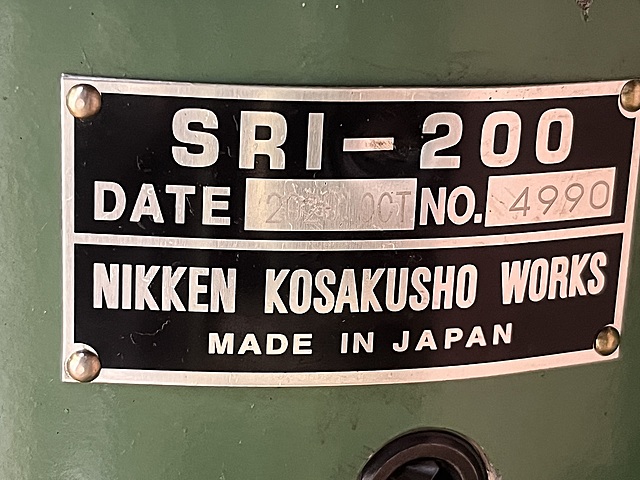 SRI-200
DATE OCT NO. 4990
NIKKEN KOSAKUSHO WORKS
MADE IN JAPAN